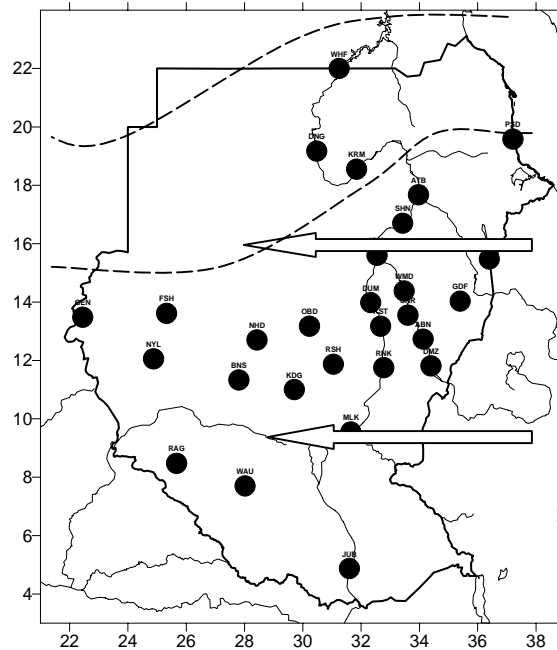 22
WHF
20
PSD
DNG
KRM
18
ATB
SHN
16
WMD
14
GEN
FSH
DUM
GDF
OBD
KST
ABN
NHD
12
NYL
RSH
RNK
DMZ
BNS
KDG
10
MLK
RAG
8
WAU
6
JUB
4
22 24 26 28 30 32 34 36 38